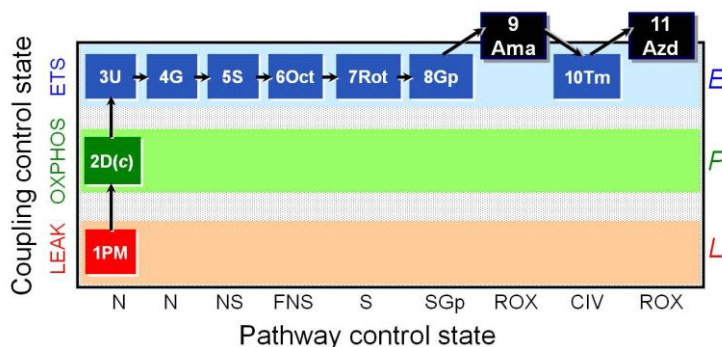 9
Ama
11
Azd
3U
4G
5S
6Oct
7Rot
8Gp
10Tm
E
2D(c)
P
1PM
L
Coupling control state
ETS
OXPHOS
LEAK
N
N
NS
FNS
S
SGp
ROX
CIV
ROX
Pathway control state